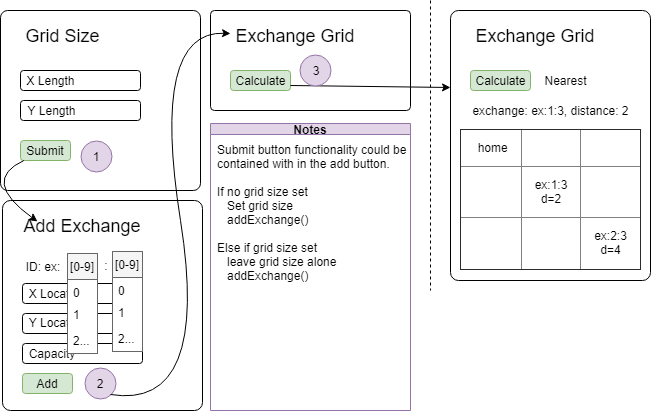 Grid Size
X Length
Y Length
Submit
1
Add Exchange
ID: ex: [0-9] : [0-9]
0
1
2...
0
1
2...
X Loca
Y Loca
Capacity
Add
2
Exchange Grid
Calculate
3
Notes
Submit button functionality could be
contained with in the add button.
If no grid size set
Set grid size
addExchange()
Else if grid size set
leave grid size alone
addExchange()
Exchange Grid
Calculate Nearest
exchange: ex:1:3, distance: 2
home
ex:1:3
d=2
ex:2:3
d=4